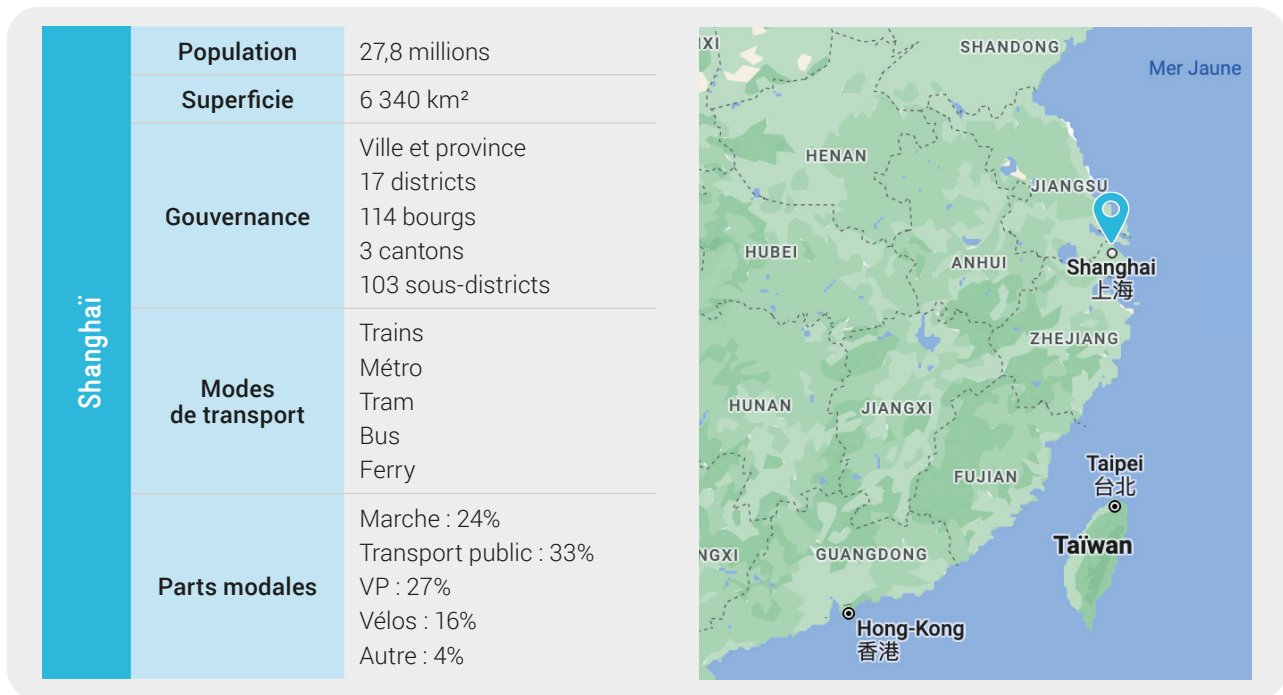 Shanghaï
Population
27,8 millions
Superficie
6 340 km²
Gouvernance
Ville et province
17 districts
114 bourgs
3 cantons
103 sous-districts
Modes
de transport
Trains
Métro
Tram
Bus
Ferry
Parts modales
Marche : 24%
Transport public : 33%
VP : 27%
Vélos : 16%
Autre : 4%
IXI
SHANDONG
Mer Jaune
HENAN
JIANGSU
HUBEI
ANHUI
Shanghai
上海
ZHEJIANG
HUNAN
JIANGXI
FUJIAN
Taipei
台北
Taïwan
NGXI
GUANGDONG
Hong-Kong
香港